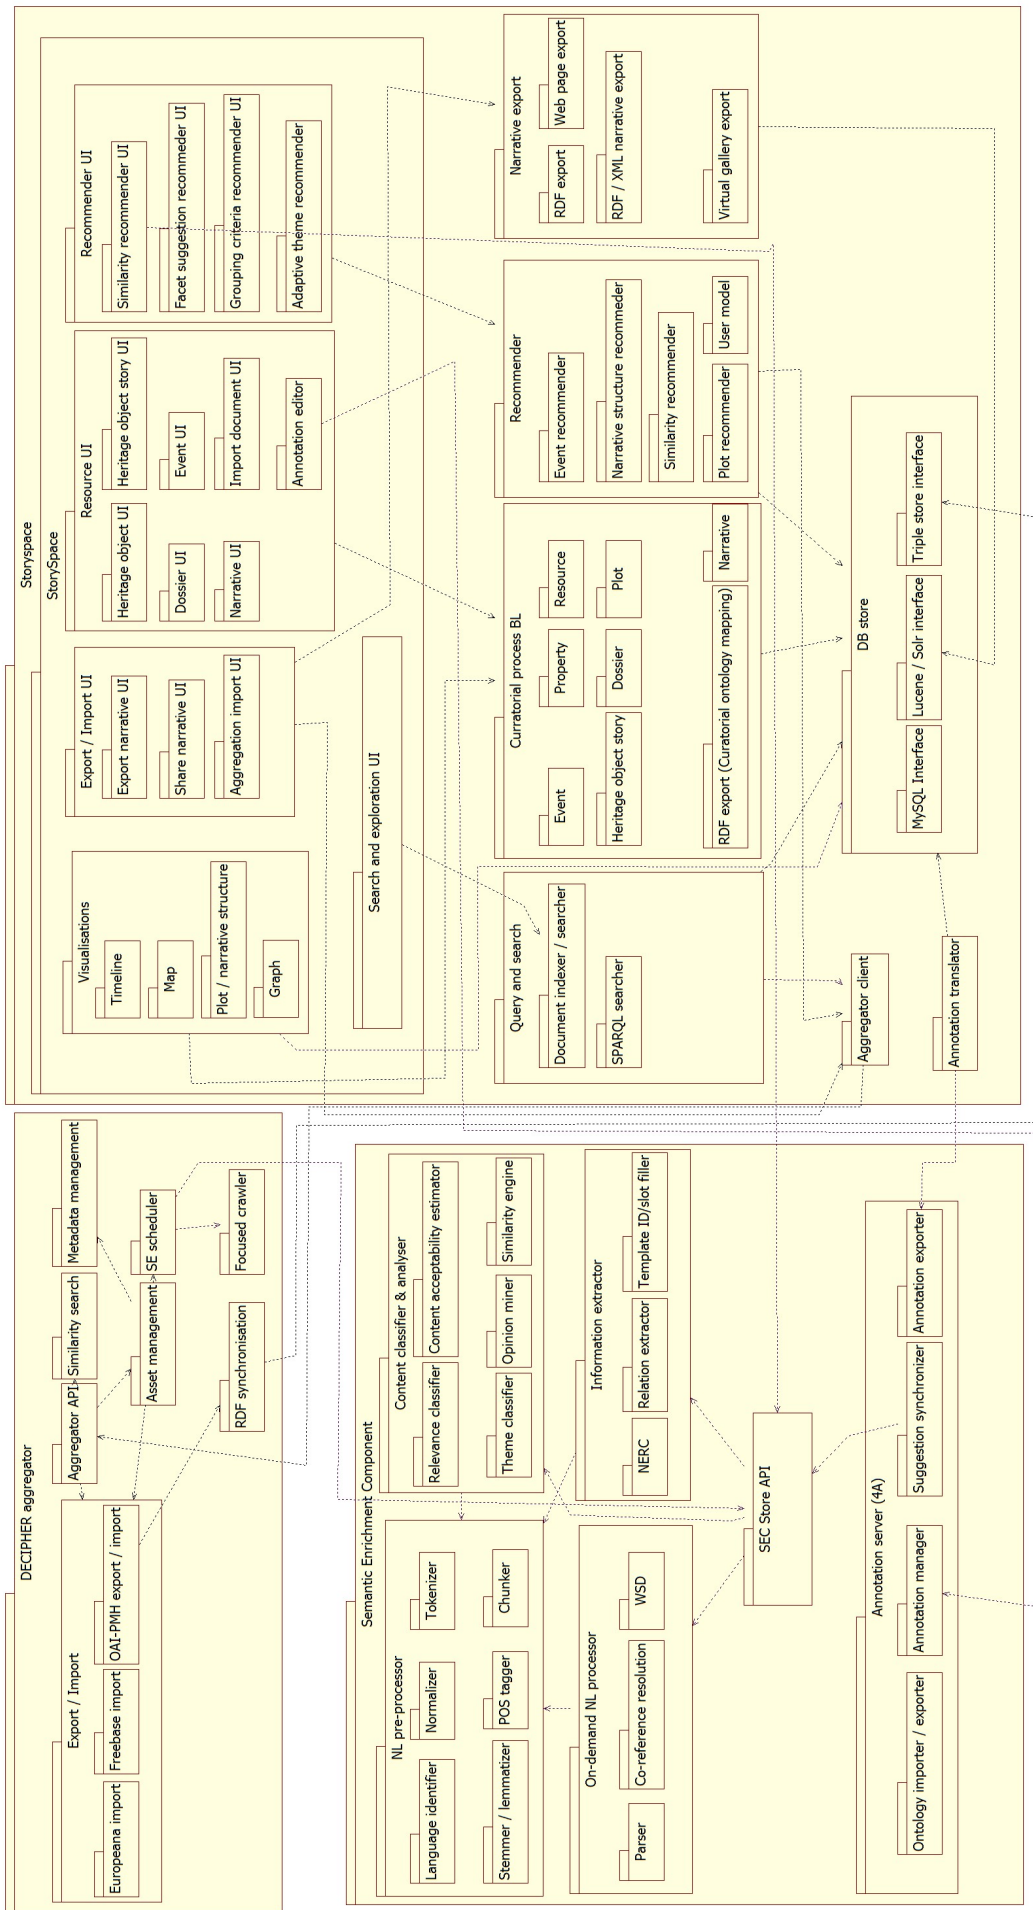 DECIPHER aggregator
Export / Import
Europeana import
Freebase import
OAI-PMH export / import
Aggregator API
Similarity search
Metadata management
Asset management
SE scheduler
RDF synchronisation
Focused crawler
Semantic Enrichment Component
NL pre-processor
Language identifier
Normalizer
Tokenizer
Stemmer / lemmatizer
POS tagger
Chunker
Content classifier & analyser
Relevance classifier
Content acceptability estimator
Theme classifier
Opinion miner
Similarity engine
On-demand NL processor
Parser
Co-reference resolution
WSD
Information extractor
NERC
Relation extractor
Template ID/slot filler
SEC Store API
Annotation server (4A)
Ontology importer / exporter
Annotation manager
Suggestion synchronizer
Annotation exporter
Storyspace
StorySpace
Visualisations
Timeline
Map
Plot / narrative structure
Graph
Export / Import UI
Export narrative UI
Share narrative UI
Aggregation import UI
Resource UI
Heritage object UI
Heritage object story UI
Dossier UI
Event UI
Narrative UI
Import document UI
Annotation editor
Recommender UI
Similarity recommender UI
Facet suggestion recommeder UI
Grouping criteria recommender UI
Adaptive theme recommender
Search and exploration UI
Query and search
Document indexer / searcher
SPARQL searcher
Curratorial process BL
Event
Property
Resource
Heritage object story
Dossier
Plot
RDF export (Curatorial ontology mapping)
Narrative
Recommender
Event recommender
Narrative structure recommeder
Similarity recommender
Plot recommender
User model
Narrative export
RDF export
Web page export
RDF / XML narrative export
Virtual gallery export
Aggregator client
Annotation translator
DB store
MySQL Interface
Lucene / Solr interface
Triple store interface